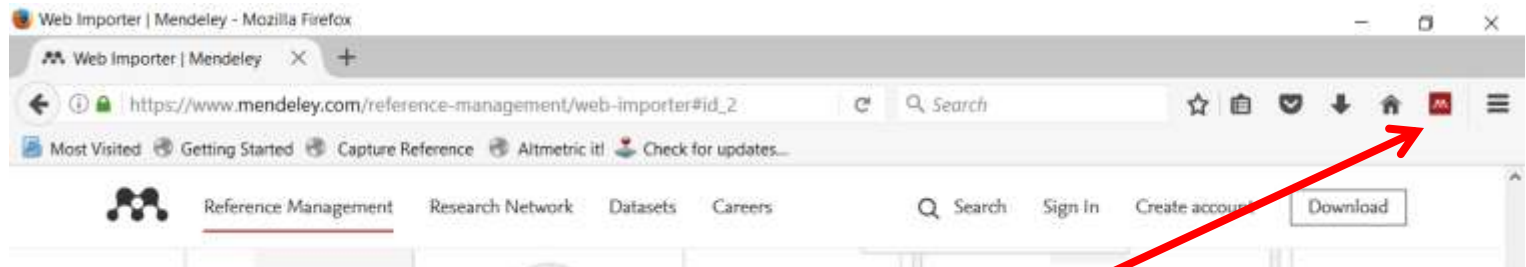 Web Importer | Mendeley - Mozilla Firefox
Web Importer | Mendeley
https://www.mendeley.com/reference-management/web-importer#id_2 Search
Most Visited Getting Started Capture Reference Altmetric it! Check for updates...
Reference Management Research Network Datasets Careers Search Sign In Create account Download